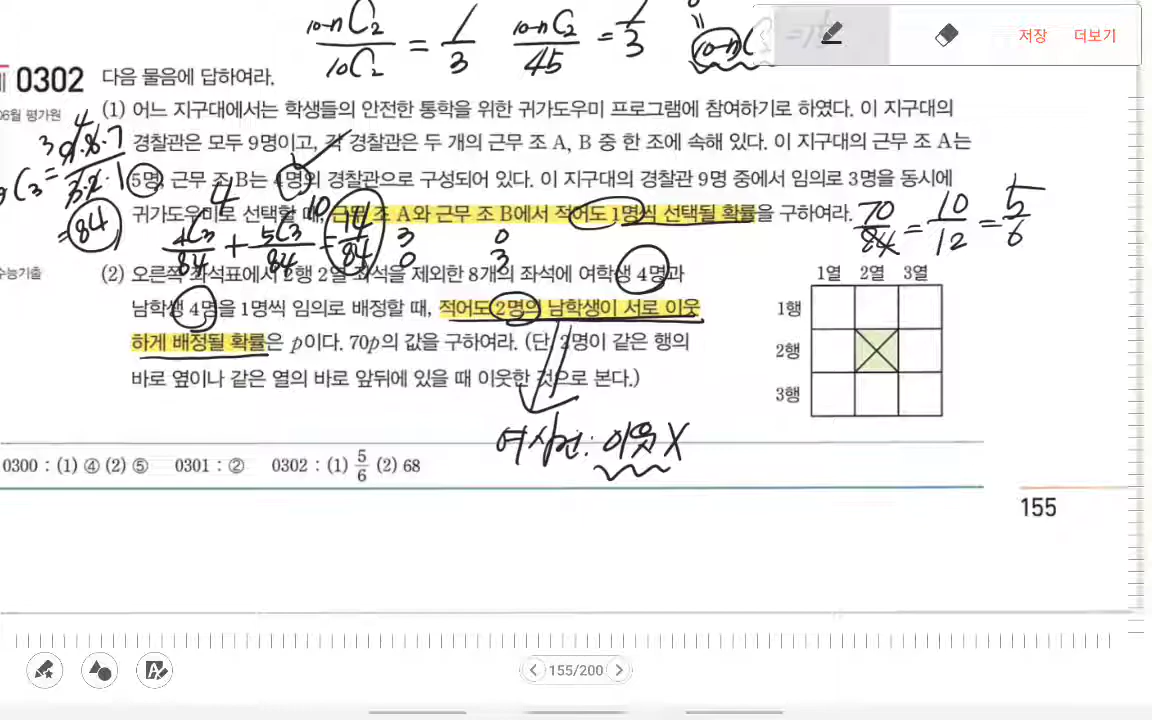 10-nC2 / 10C2 = 1/3 10-nC2 / 45 = 1/3
저장 더보기
0302 다음 물음에 답하여라.
06월 평가원 (1) 어느 지구대에서는 학생들의 안전한 통학을 위한 귀가도우미 프로그램에 참여하기로 하였다. 이 지구대의
경찰관은 모두 9명이고, 각 경찰관은 두 개의 근무 조 A, B 중 한 조에 속해 있다. 이 지구대의 근무 조 A는
5명, 근무 조 B는 4명의 경찰관으로 구성되어 있다. 이 지구대의 경찰관 9명 중에서 임의로 3명을 동시에
귀가도우미로 선택할 때, 근무 조 A와 근무 조 B에서 적어도 1명씩 선택될 확률을 구하여라.
= 84
4 10
4C3/84 + 5C3/84 = 14/84
3 0
0 3
70/84 = 10/12 = 5/6
수능기출 (2) 오른쪽 좌석표에서 2행 2열 좌석을 제외한 8개의 좌석에 여학생 4명과
남학생 4명을 1명씩 임의로 배정할 때, 적어도 2명의 남학생이 서로 이웃
하게 배정될 확률은 p이다. 70p의 값을 구하여라. (단, 2명이 같은 행의
바로 옆이나 같은 열의 바로 앞뒤에 있을 때 이웃한 것으로 본다.)
1열 2열 3열
1행
2행
3행
여사건: 이웃 X
0300 : (1) ④ (2) ⑤ 0301 : ② 0302 : (1) 5/6 (2) 68
155
155/200